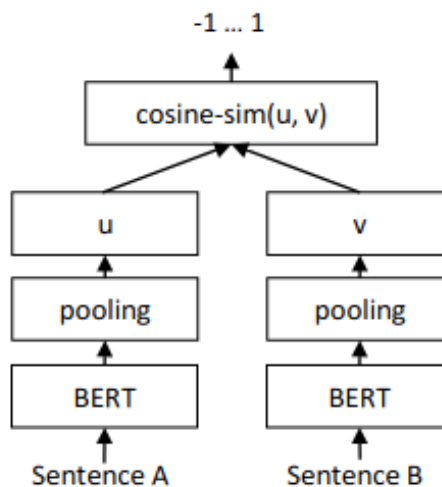 -1 … 1
cosine-sim(u, v)
u v
pooling pooling
BERT BERT
Sentence A Sentence B